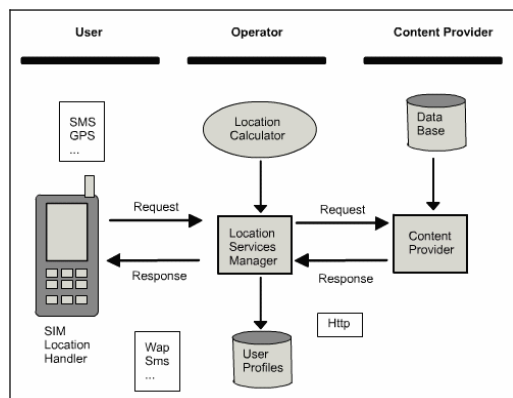 User
Operator
Content Provider
SMS
GPS
...
Location
Calculator
Data
Base
Request
Request
Location
Services
Manager
Content
Provider
Response
Response
SIM
Location
Handler
Wap
Sms
...
User
Profiles
Http